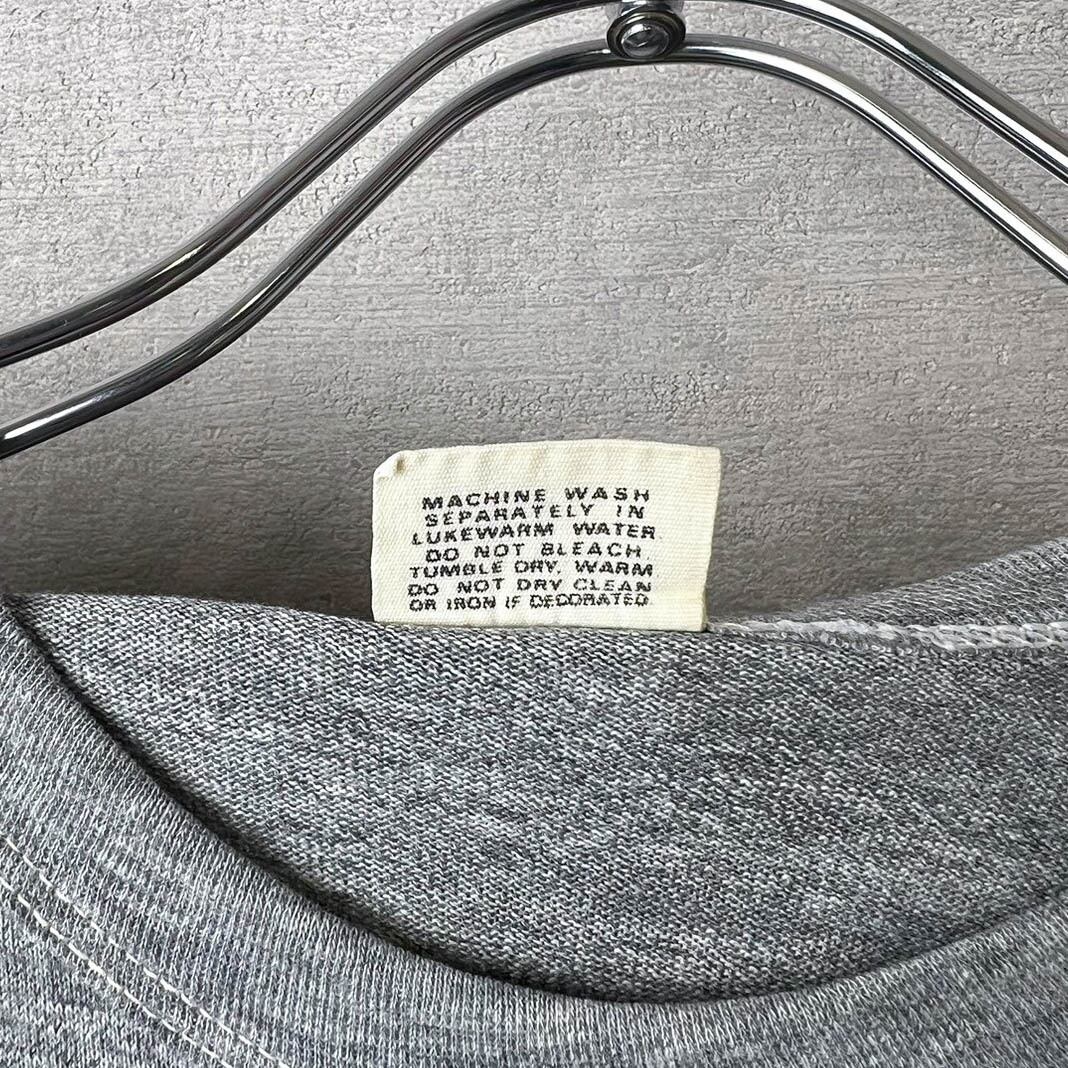 MACHINE WASH
SEPARATELY IN
LUKEWARM WATER.
DO NOT BLEACH.
TUMBLE DRY, WARM.
DO NOT DRY CLEAN
OR IRON IF DECORATED.